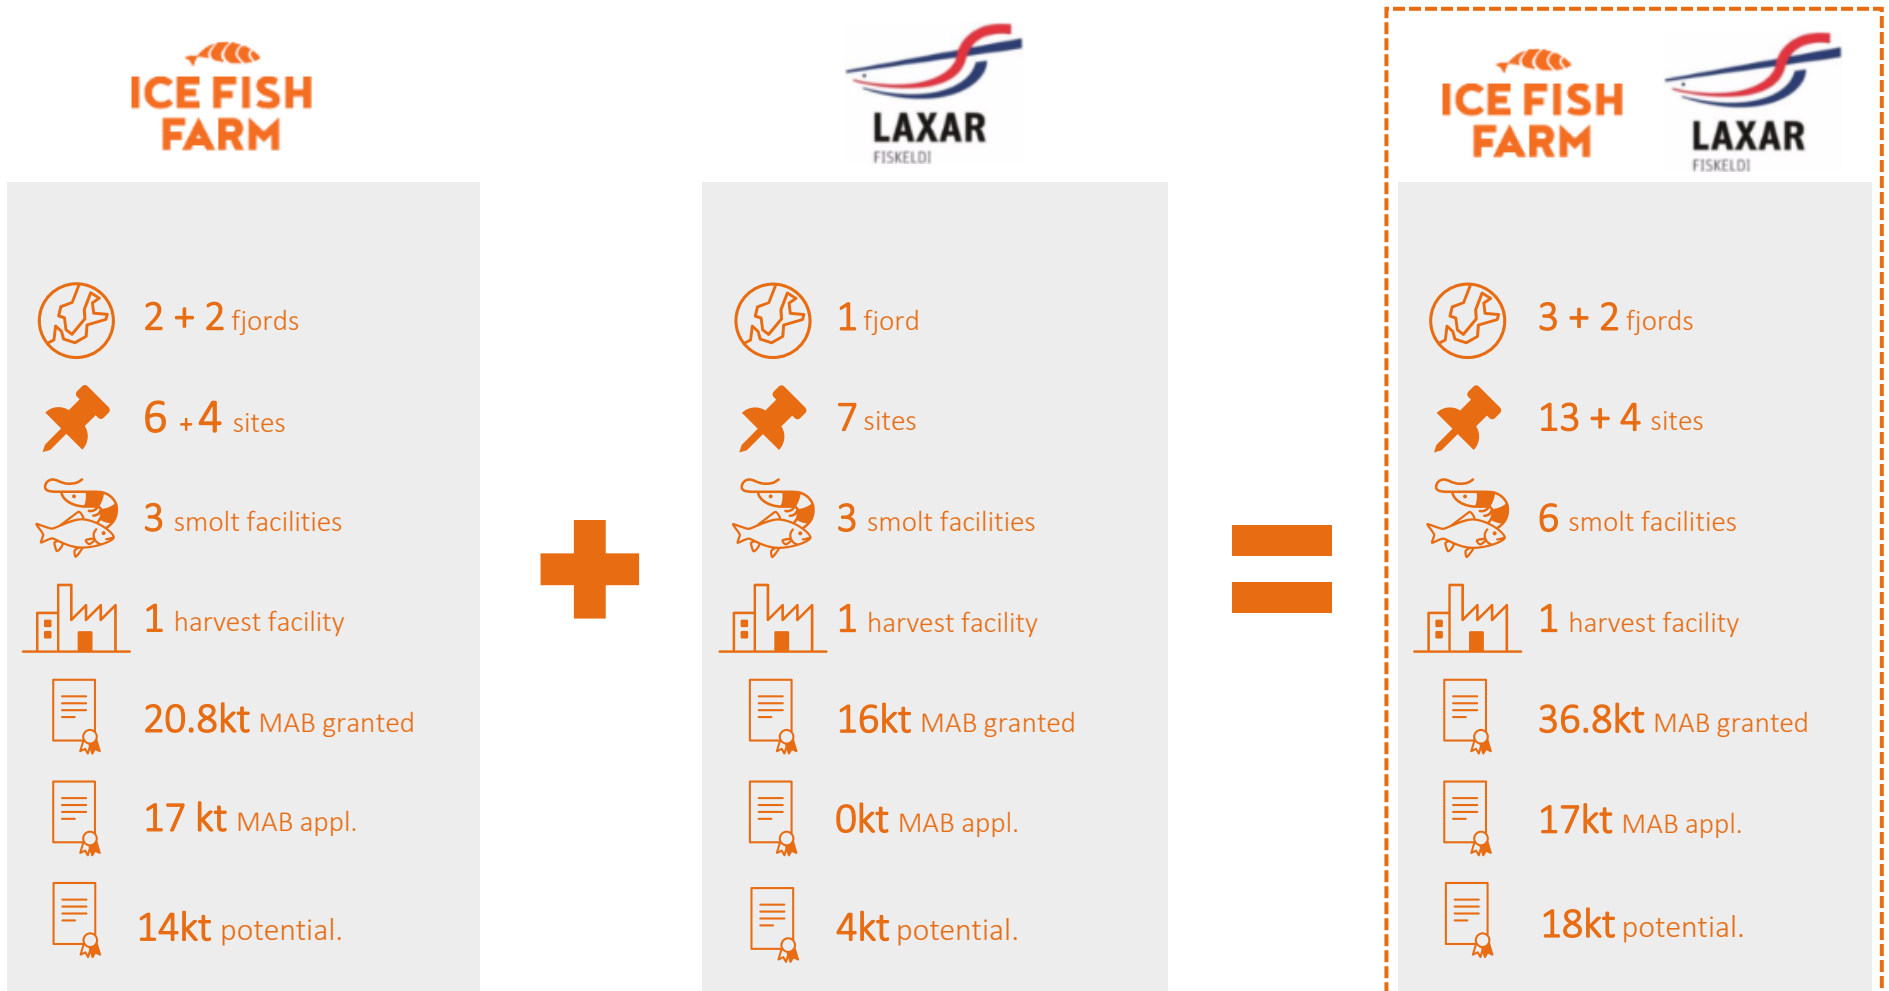 ICE FISH
FARM
2 + 2 fjords
6 + 4 sites
3 smolt facilities
1 harvest facility
20.8kt MAB granted
17 kt MAB appl.
14kt potential.
LAXAR
FISKELDI
1 fjord
7 sites
3 smolt facilities
1 harvest facility
16kt MAB granted
0kt MAB appl.
4kt potential.
ICE FISH
FARM
LAXAR
FISKELDI
3 + 2 fjords
13 + 4 sites
6 smolt facilities
1 harvest facility
36.8kt MAB granted
17kt MAB appl.
18kt potential.